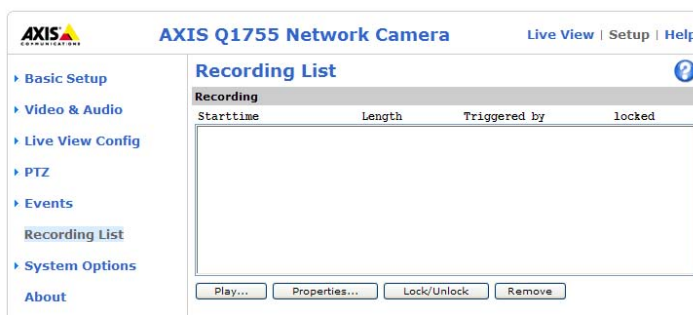 AXIS
COMMUNICATIONS
AXIS Q1755 Network Camera
Live View | Setup | Help
Basic Setup
Video & Audio
Live View Config
PTZ
Events
Recording List
System Options
About
Recording List
Recording
Starttime Length Triggered by locked
Play... Properties... Lock/Unlock Remove